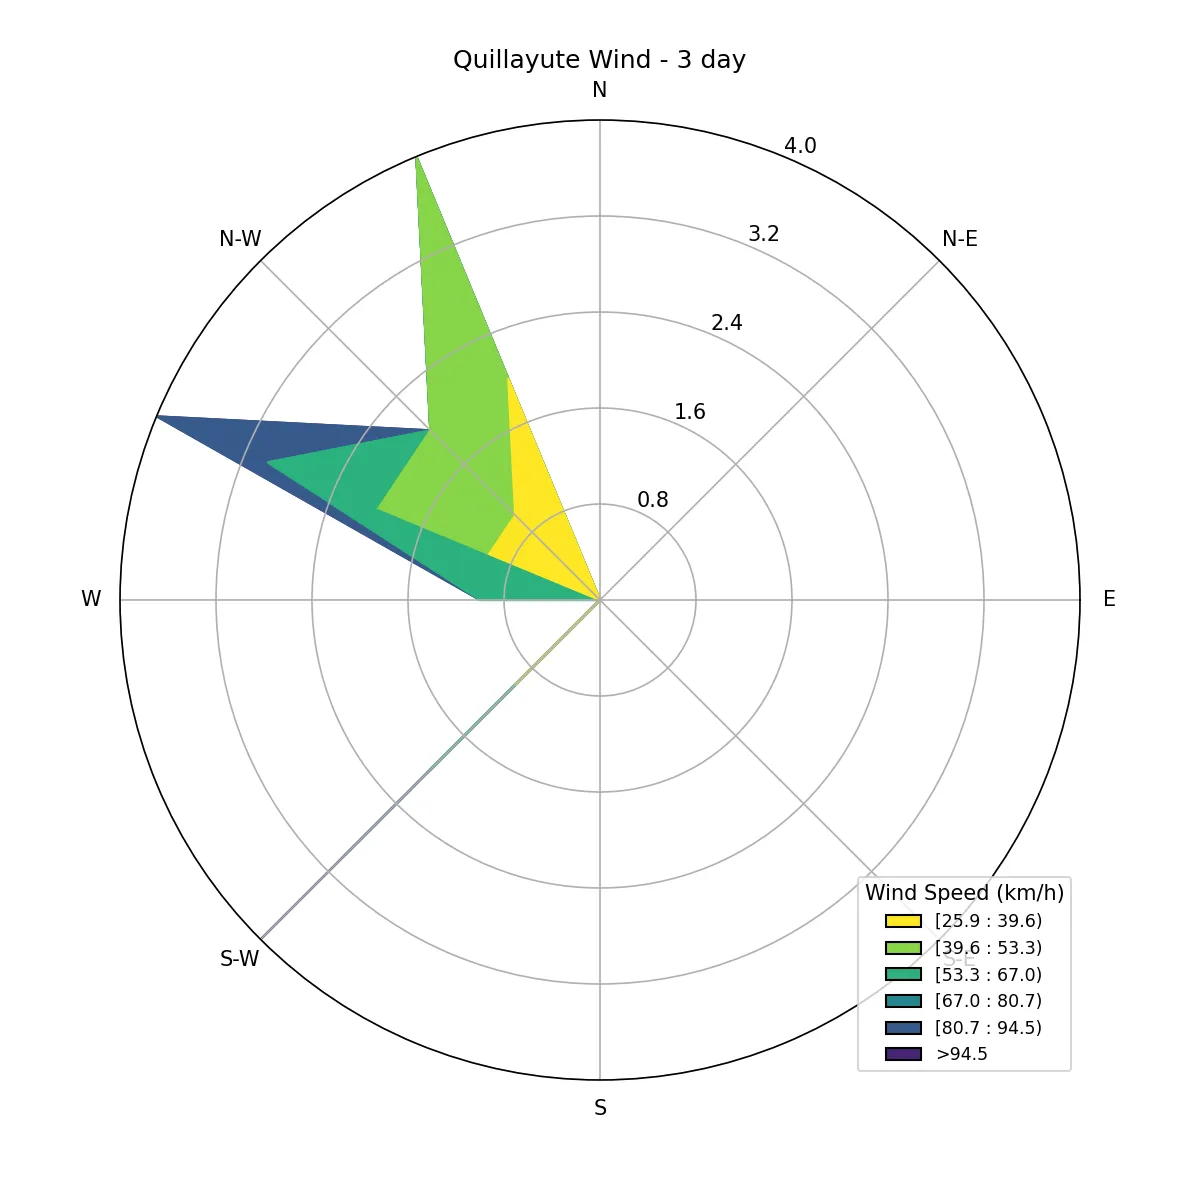 Quillayute Wind - 3 day
N
4.0
N-W
3.2
N-E
2.4
1.6
0.8
W
E
S-W
S-E
Wind Speed (km/h)
[25.9 : 39.6)
[39.6 : 53.3)
[53.3 : 67.0)
[67.0 : 80.7)
[80.7 : 94.5)
>94.5
S